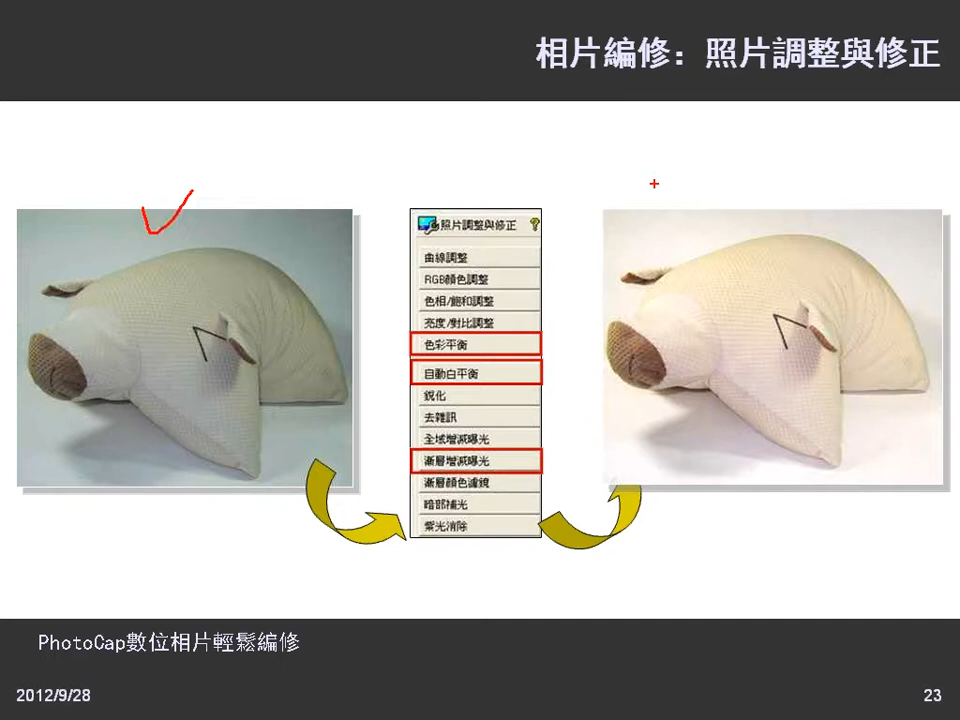 相片編修：照片調整與修正
照片調整與修正
曲線調整
RGB顏色調整
色相/飽和調整
亮度/對比調整
色彩平衡
自動白平衡
銳化
去雜訊
全域增減曝光
漸層增減曝光
漸層顏色濾鏡
暗部補光
紫光消除
PhotoCap數位相片輕鬆編修
2012/9/28
23